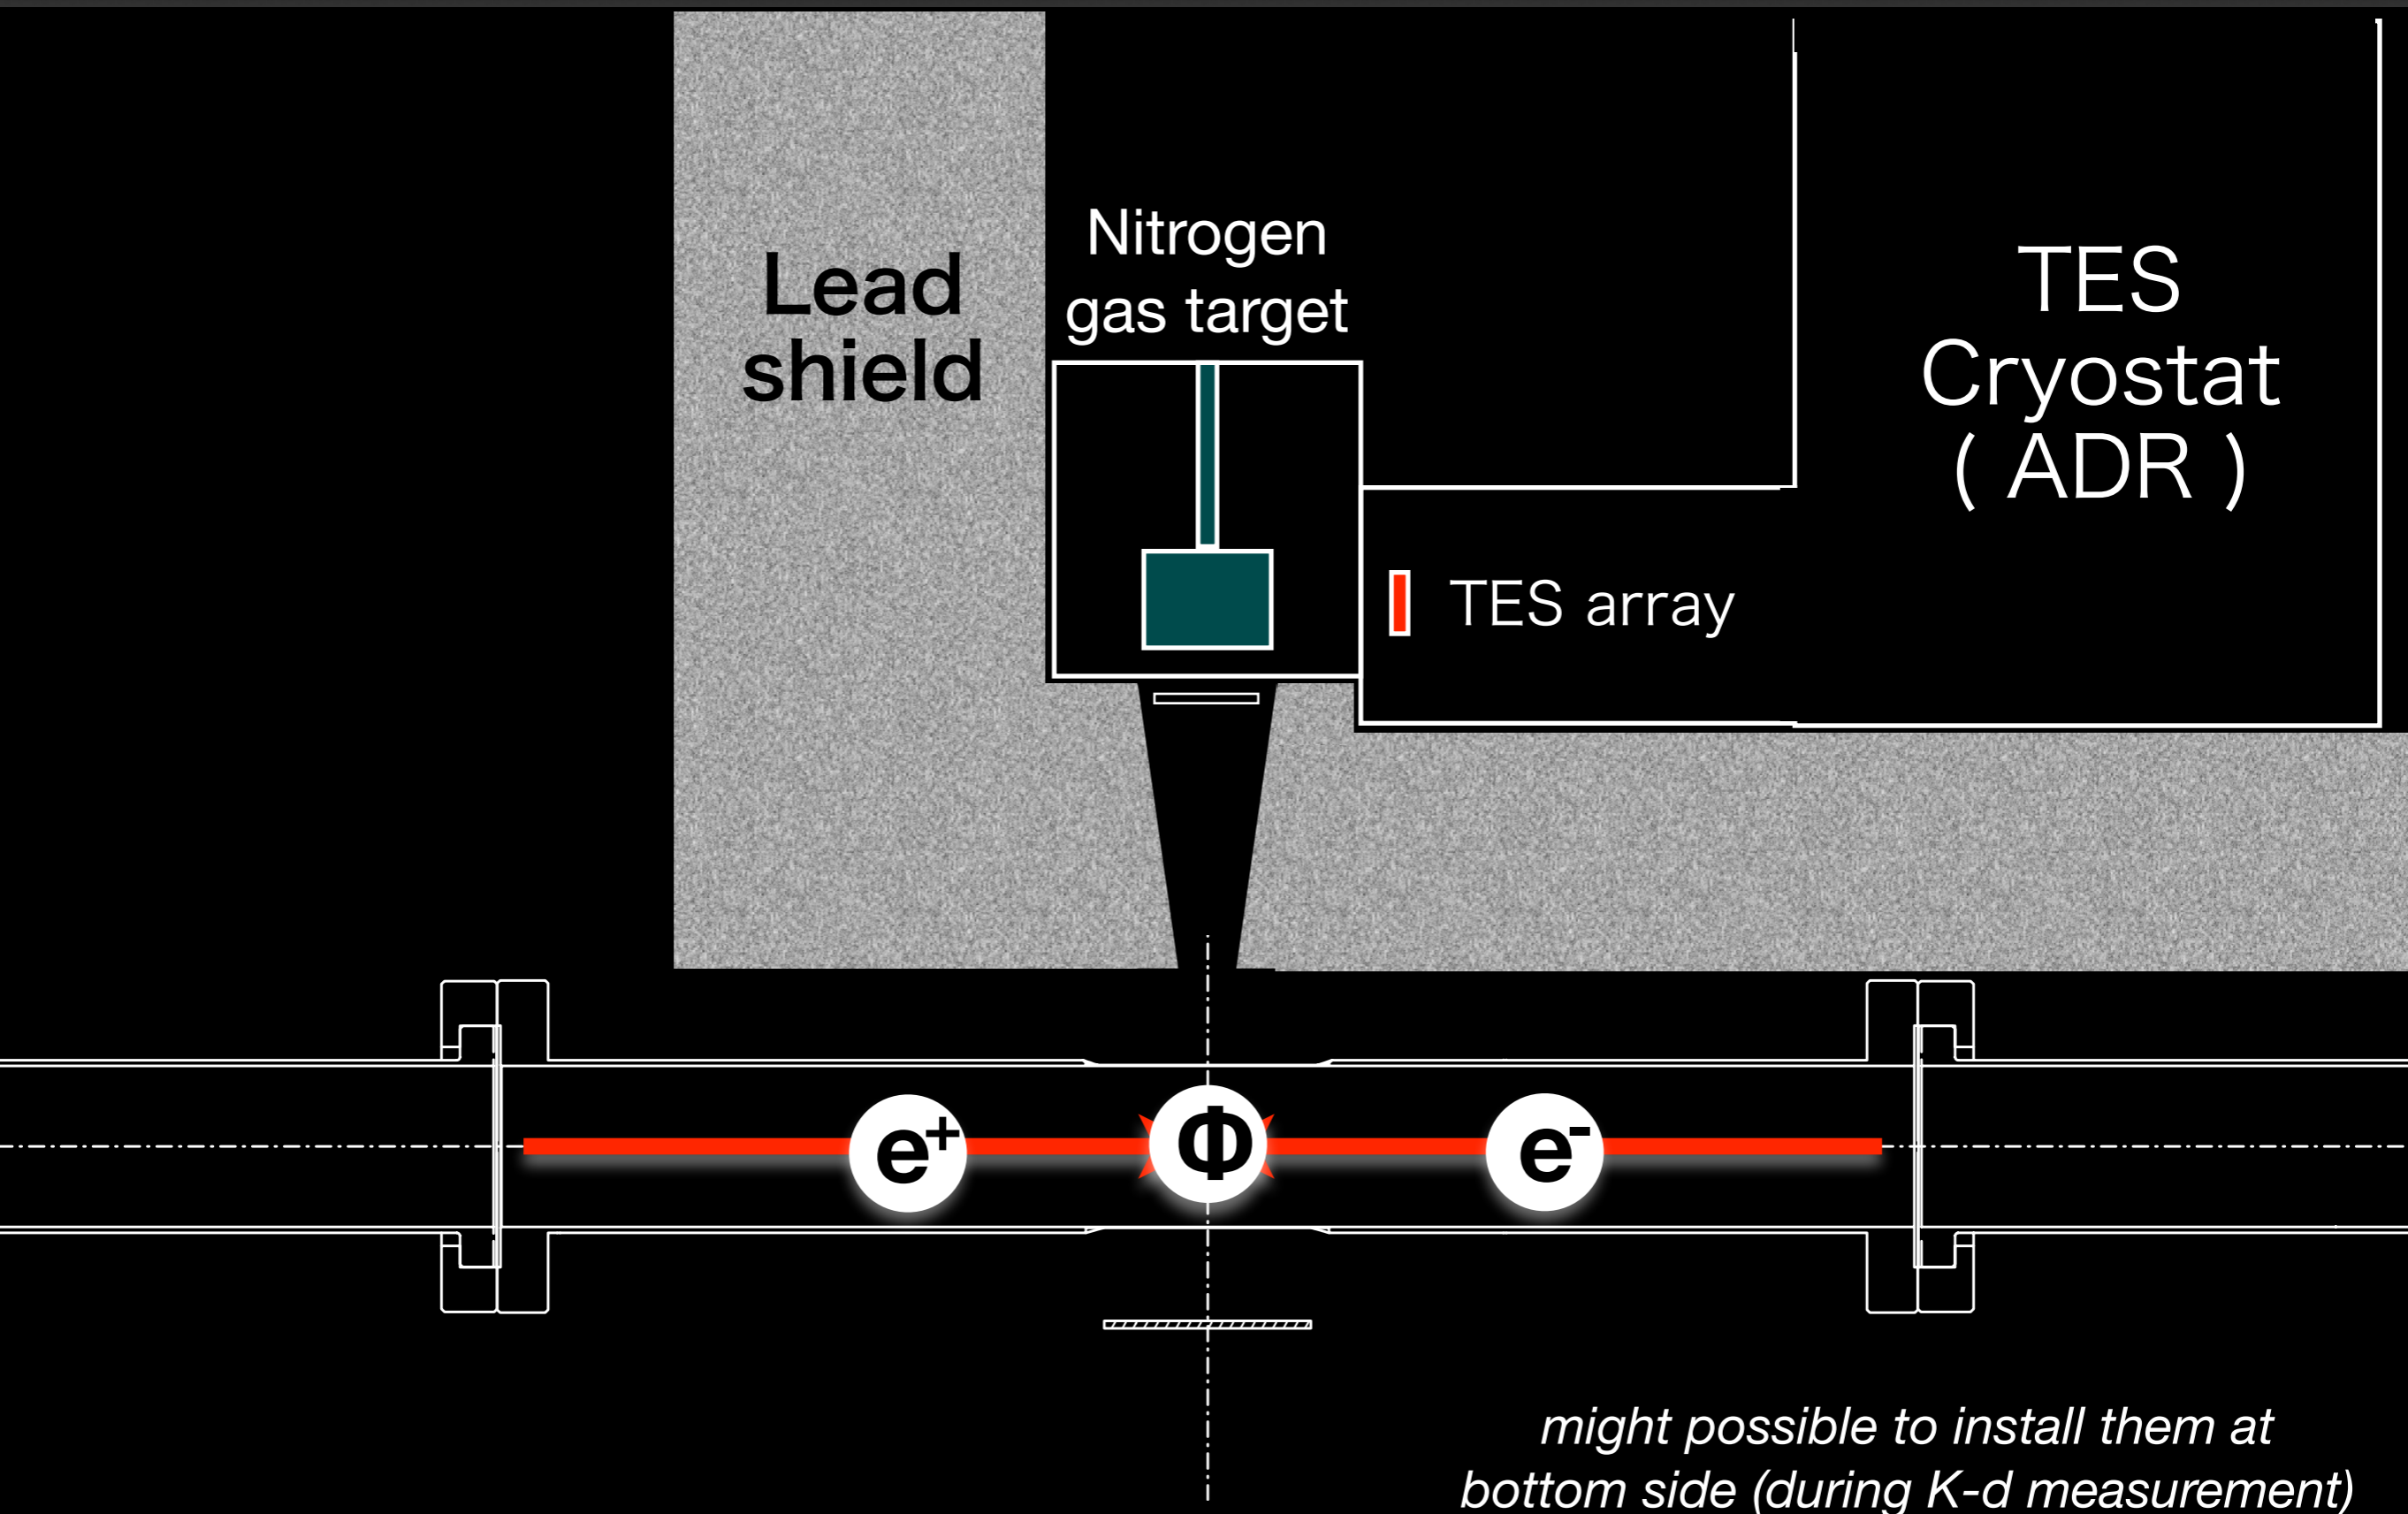 Nitrogen
gas target
Lead
shield
TES
Cryostat
( ADR )
TES array
e+
Φ
e-
might possible to install them at
bottom side (during K-d measurement)